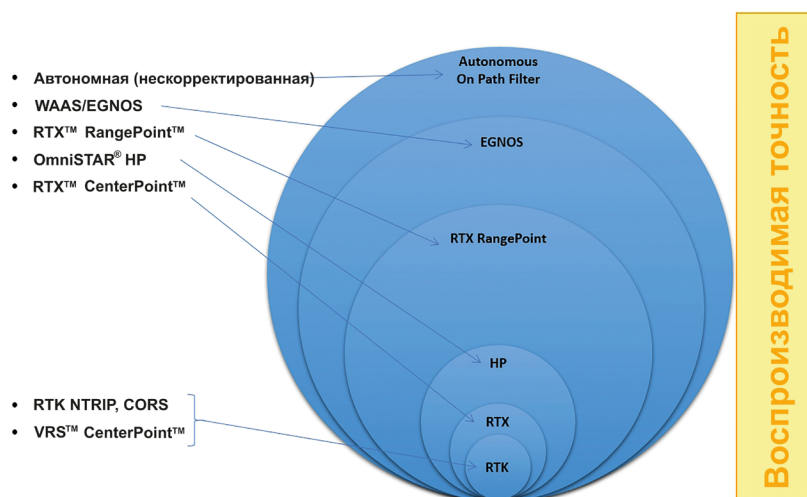 • Автономная (нескорректированная)
• WAAS/EGNOS
• RTX™ RangePoint™
• OmniSTAR® HP
• RTX™ CenterPoint™
• RTK NTRIP, CORS
• VRS™ CenterPoint™
Autonomous
On Path Filter
EGNOS
RTX RangePoint
HP
RTX
RTK
Воспроизводимая точность